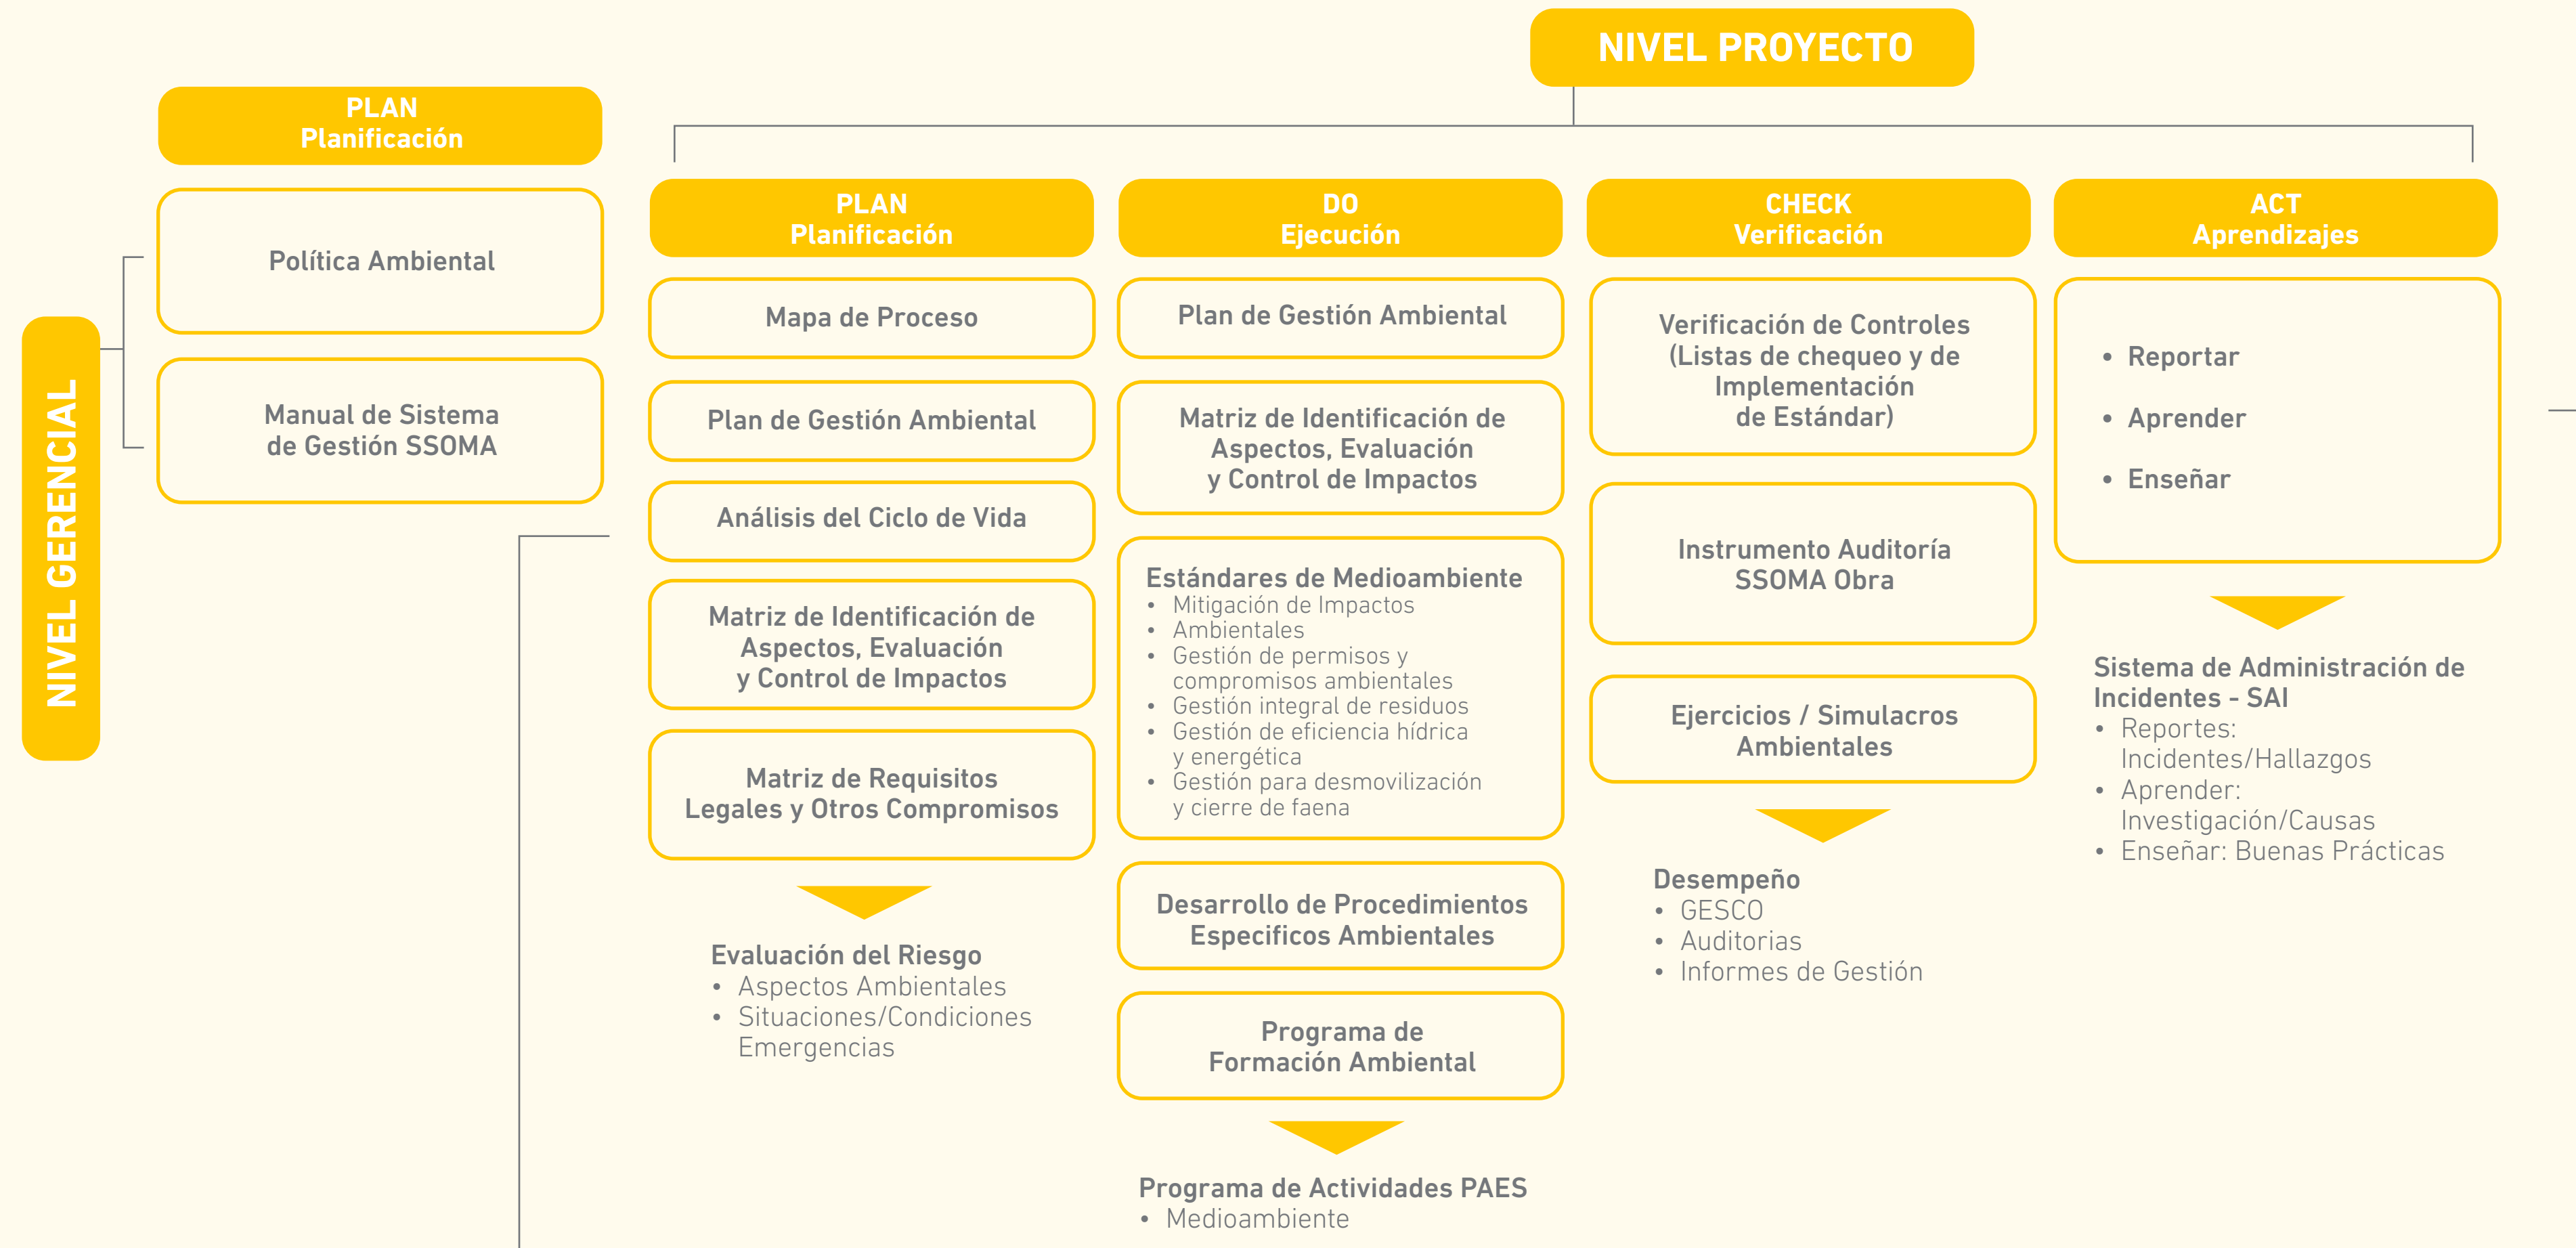 NIVEL PROYECTO
NIVEL GERENCIAL
PLAN
Planificación
Política Ambiental
Manual de Sistema
de Gestión SSOMA
PLAN
Planificación
Mapa de Proceso
Plan de Gestión Ambiental
Análisis del Ciclo de Vida
Matriz de Identificación de
Aspectos, Evaluación
y Control de Impactos
Matriz de Requisitos
Legales y Otros Compromisos
Evaluación del Riesgo
• Aspectos Ambientales
• Situaciones/Condiciones
Emergencias
DO
Ejecución
Plan de Gestión Ambiental
Matriz de Identificación de
Aspectos, Evaluación
y Control de Impactos
Estándares de Medioambiente
• Mitigación de Impactos
• Ambientales
• Gestión de permisos y
compromisos ambientales
• Gestión integral de residuos
• Gestión de eficiencia hídrica
y energética
• Gestión para desmovilización
y cierre de faena
Desarrollo de Procedimientos
Especificos Ambientales
Programa de
Formación Ambiental
Programa de Actividades PAES
• Medioambiente
CHECK
Verificación
Verificación de Controles
(Listas de chequeo y de
Implementación
de Estándar)
Instrumento Auditoría
SSOMA Obra
Ejercicios / Simulacros
Ambientales
Desempeño
• GESCO
• Auditorias
• Informes de Gestión
ACT
Aprendizajes
• Reportar
• Aprender
• Enseñar
Sistema de Administración de
Incidentes - SAI
• Reportes:
Incidentes/Hallazgos
• Aprender:
Investigación/Causas
• Enseñar: Buenas Prácticas